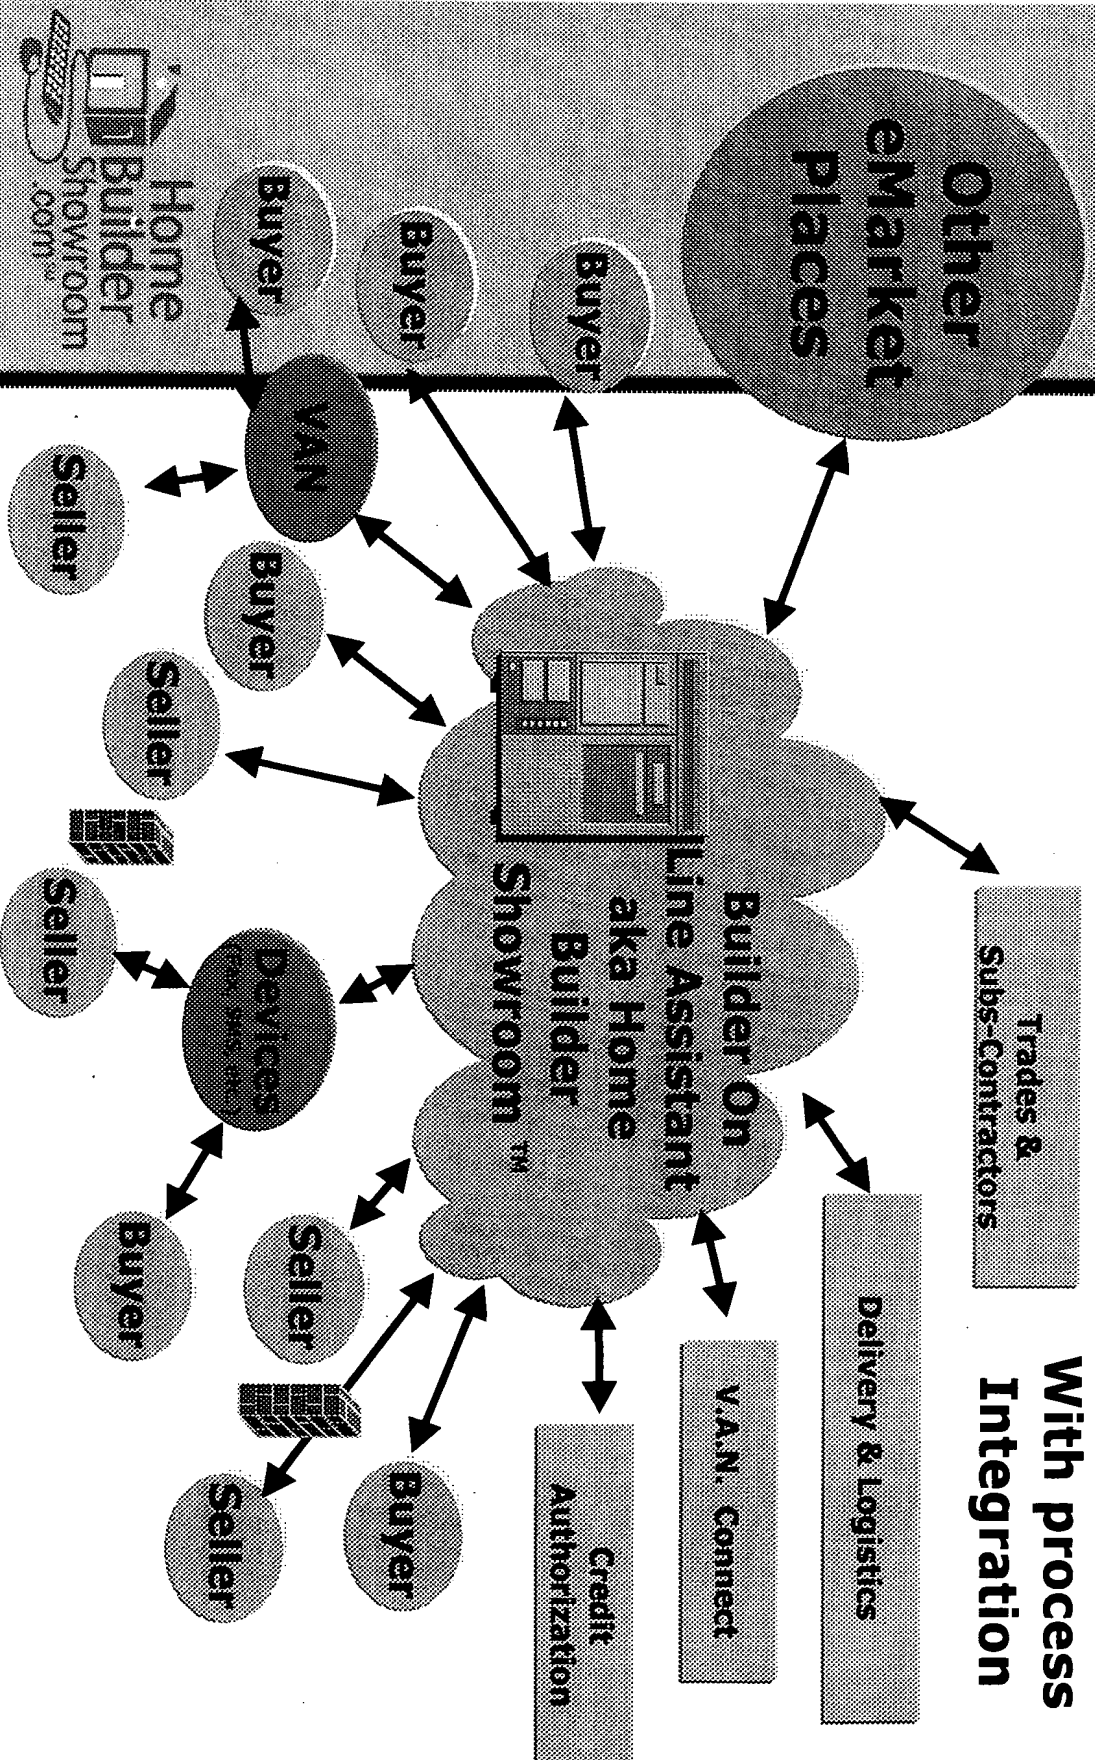 With process
Integration
Other
eMarket
Places
Trades &
Subs-Contractors
Delivery & Logistics
V.A.N. Connect
Credit
Authorization
Builder On
Line Assistant
aka Home
Builder
Showroom TM
Buyer
Buyer
Buyer
VAN
Seller
Buyer
Seller
Seller
Devices
Buyer
Seller
Buyer
Seller
Home
Builder
Showroom
.com